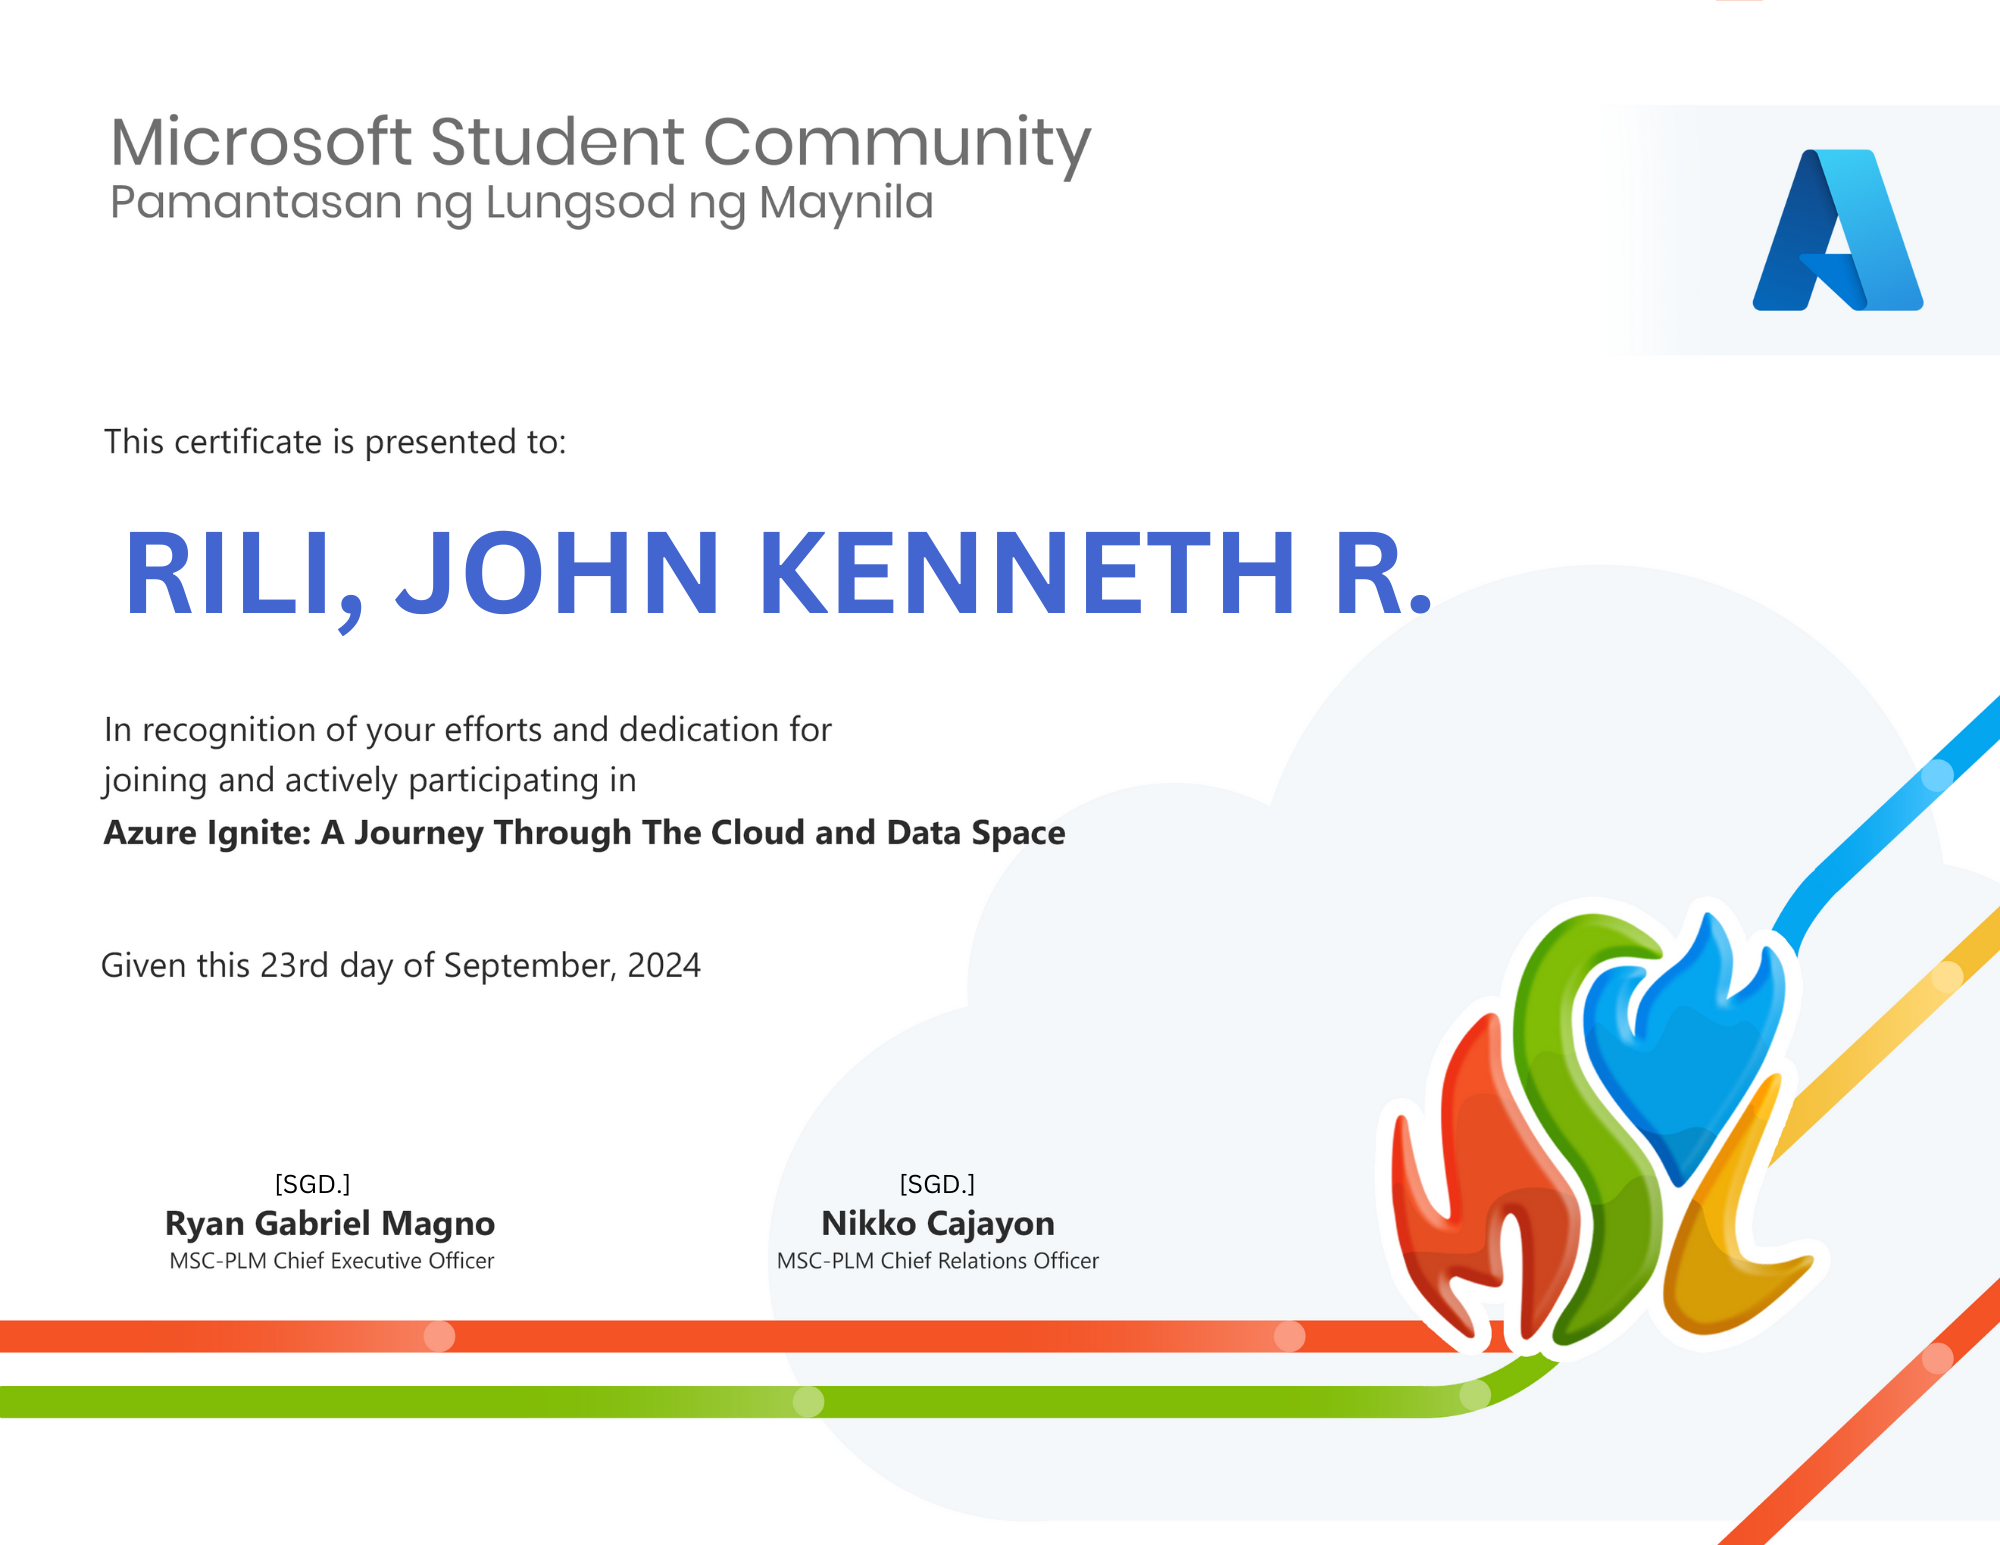 Microsoft Student Community
Pamantasan ng Lungsod ng Maynila
This certificate is presented to:
RILI, JOHN KENNETH R.
In recognition of your efforts and dedication for
joining and actively participating in
Azure Ignite: A Journey Through The Cloud and Data Space
Given this 23rd day of September, 2024
[SGD.]
Ryan Gabriel Magno
MSC-PLM Chief Executive Officer
[SGD.]
Nikko Cajayon
MSC-PLM Chief Relations Officer